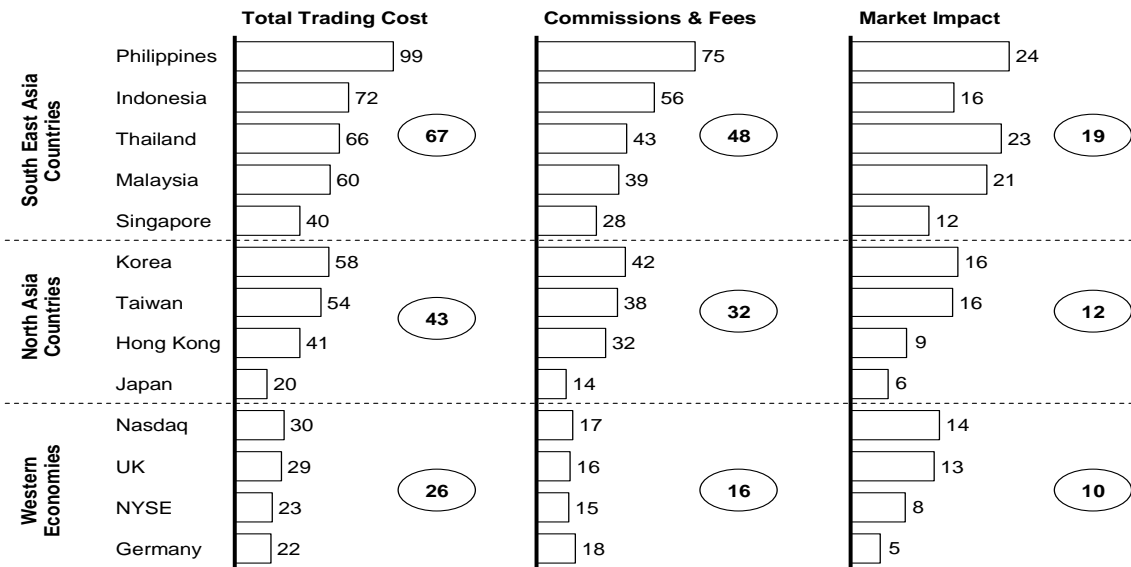 Total Trading Cost Commissions & Fees Market Impact
South East Asia
Countries
Philippines 99 75 24
Indonesia 72 56 16
Thailand 66 67 43 48 23 19
Malaysia 60 39 21
Singapore 40 28 12
North Asia
Countries
Korea 58 42 16
Taiwan 54 38 16
43 32 12
Hong Kong 41 32 9
Japan 20 14 6
Western
Economies
Nasdaq 30 17 14
UK 29 16 13
26 16 10
NYSE 23 15 8
Germany 22 18 5